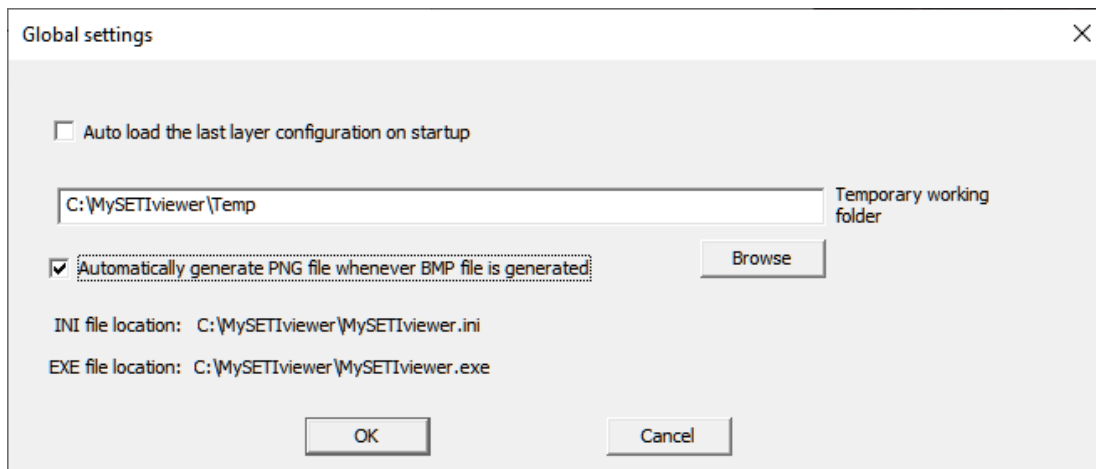 Global settings
Auto load the last layer configuration on startup
C:\MySETIviewer\Temp
Temporary working
folder
Browse
Automatically generate PNG file whenever BMP file is generated
INI file location: C:\MySETIviewer\MySETIviewer.ini
EXE file location: C:\MySETIviewer\MySETIviewer.exe
OK
Cancel